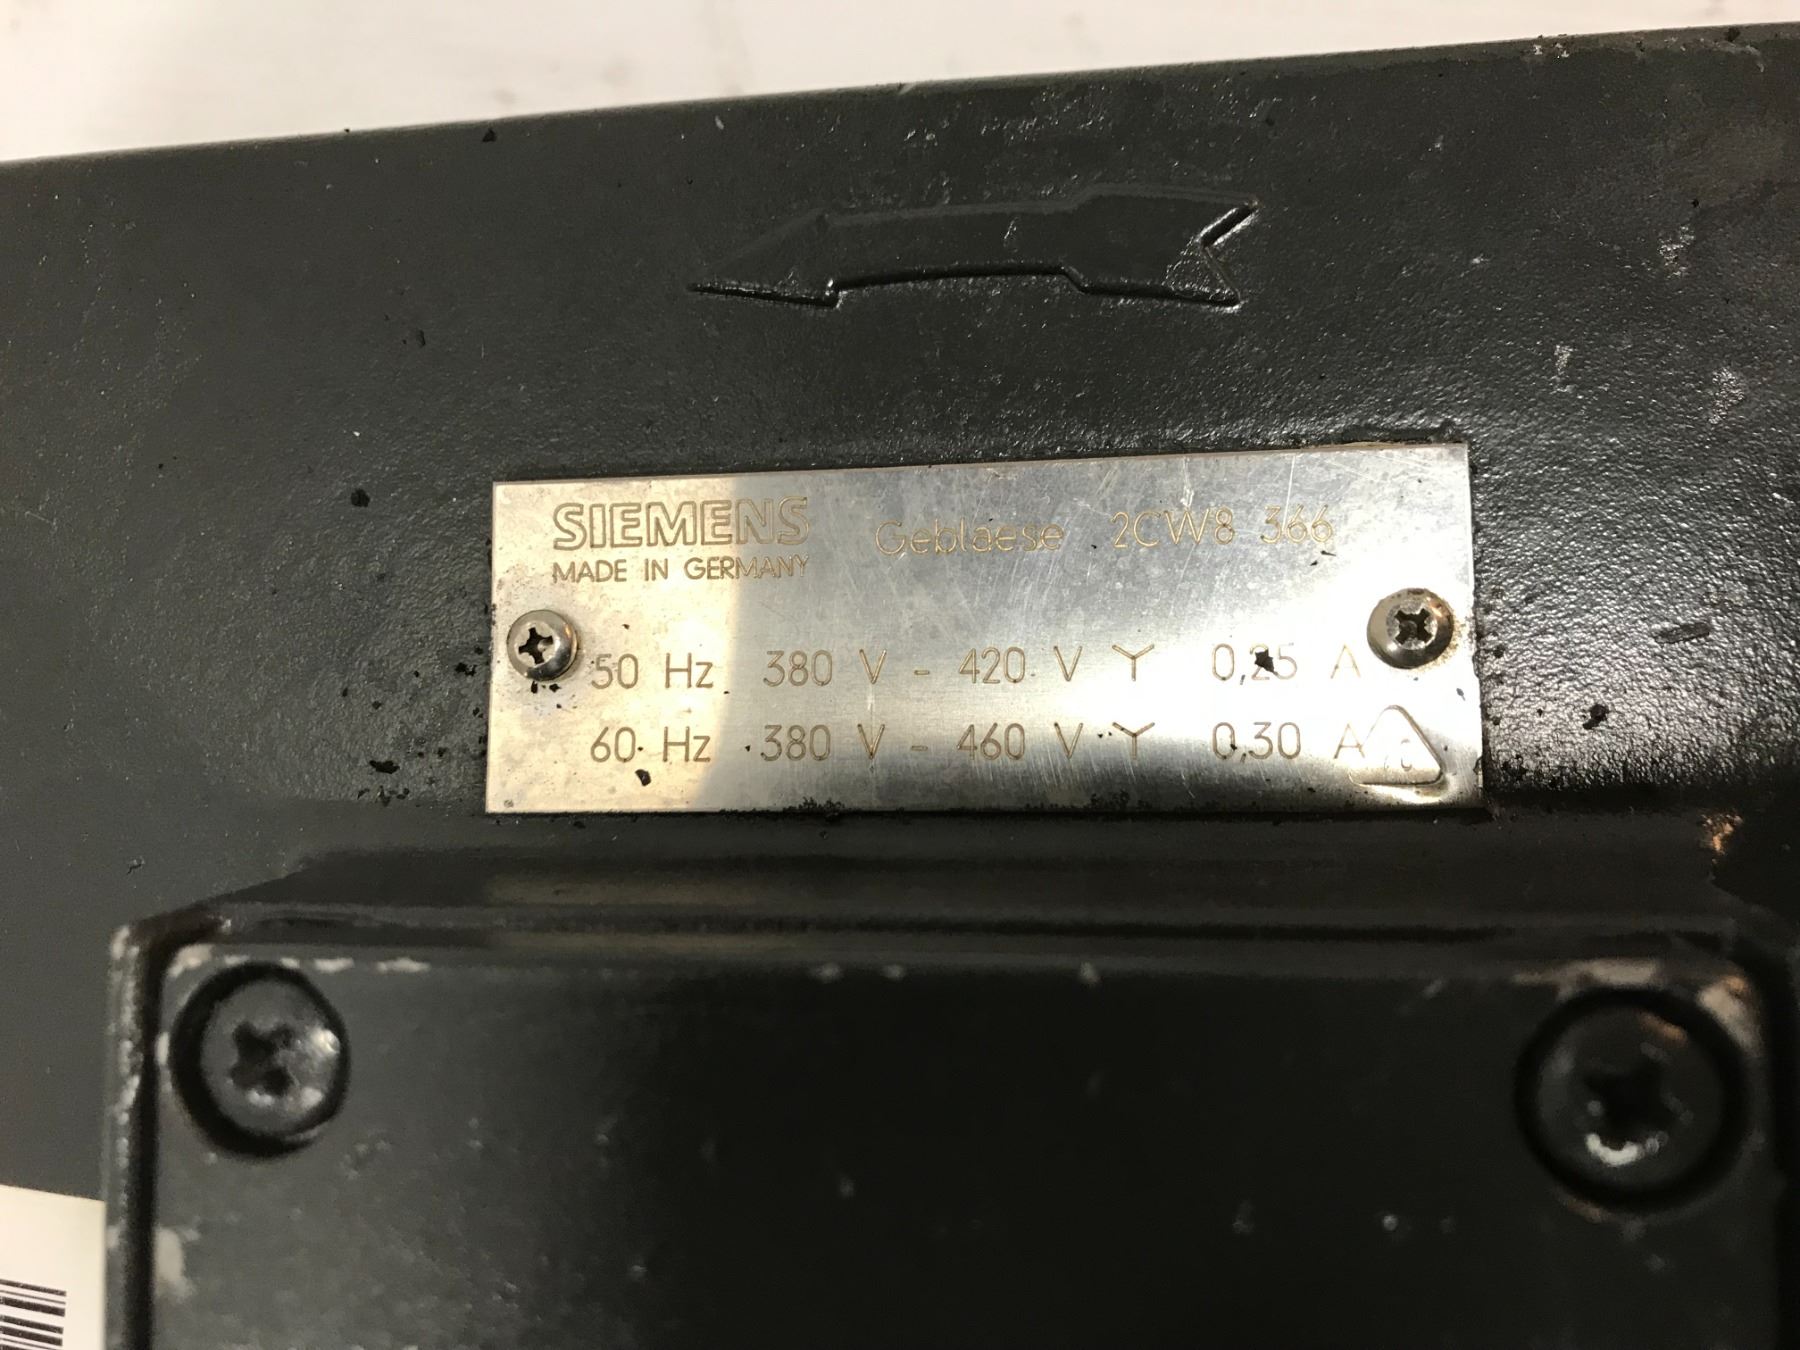 SIEMENS Geblaese 2CW8 366
MADE IN GERMANY
50 Hz 380 V - 420 V Y 0,25 A
60 Hz 380 V - 460 V Y 0,30 A